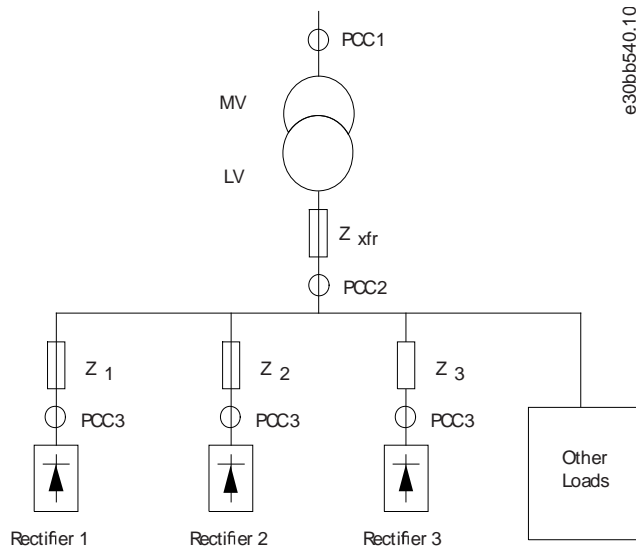 PCC1
e30bb540.10
MV
LV
Z xfr
PCC2
Z 1
Z 2
Z 3
PCC3
PCC3
PCC3
Other
Loads
Rectifier 1
Rectifier 2
Rectifier 3